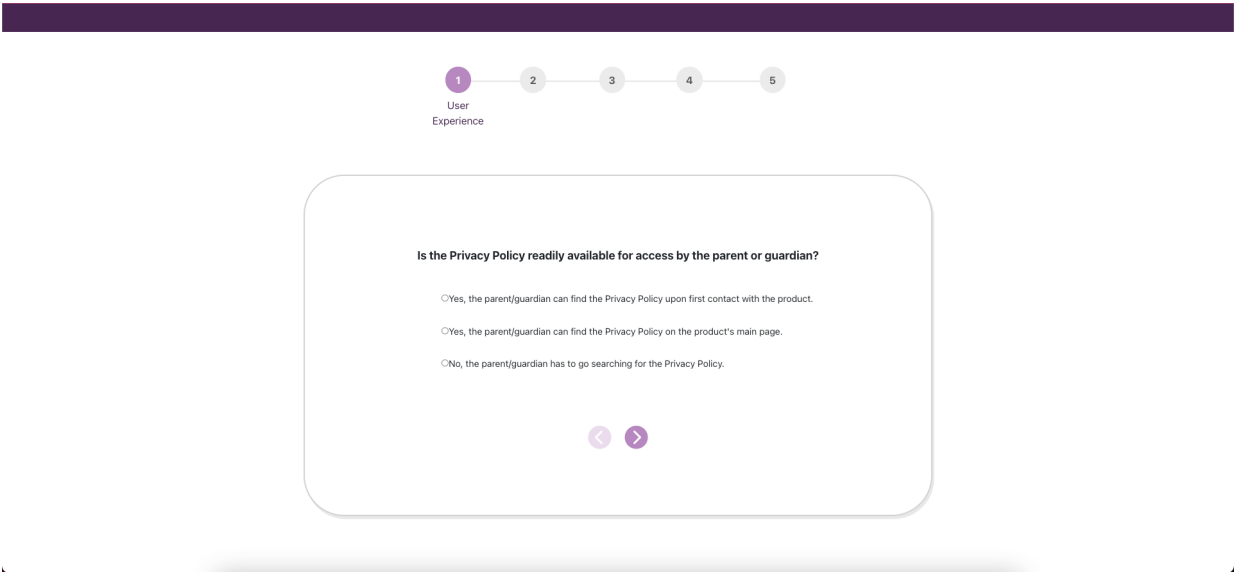 1 2 3 4 5
User
Experience
Is the Privacy Policy readily available for access by the parent or guardian?
Yes, the parent/guardian can find the Privacy Policy upon first contact with the product.
Yes, the parent/guardian can find the Privacy Policy on the product's main page.
No, the parent/guardian has to go searching for the Privacy Policy.